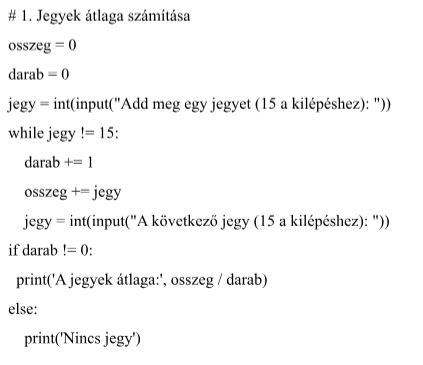 # 1. Jegyek átlaga számítása
osszeg = 0
darab = 0
jegy = int(input("Add meg egy jegyet (15 a kilépéshez): "))
while jegy != 15:
    darab += 1
    osszeg += jegy
    jegy = int(input("A következő jegy (15 a kilépéshez): "))
if darab != 0:
  print('A jegyek átlaga:', osszeg / darab)
else:
    print('Nincs jegy')